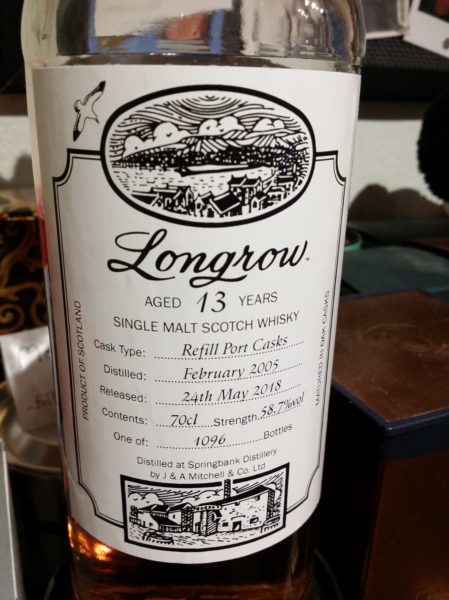 Longrow™
AGED 13 YEARS
SINGLE MALT SCOTCH WHISKY
Cask Type: Refill Port Casks
Distilled: February 2005
Released: 24th May 2018
Contents: 70cl Strength 58.7%vol
One of: 1096 Bottles
Distilled at Springbank Distillery
by J & A Mitchell & Co. Ltd
PRODUCT OF SCOTLAND
MATURED IN OAK CASKS